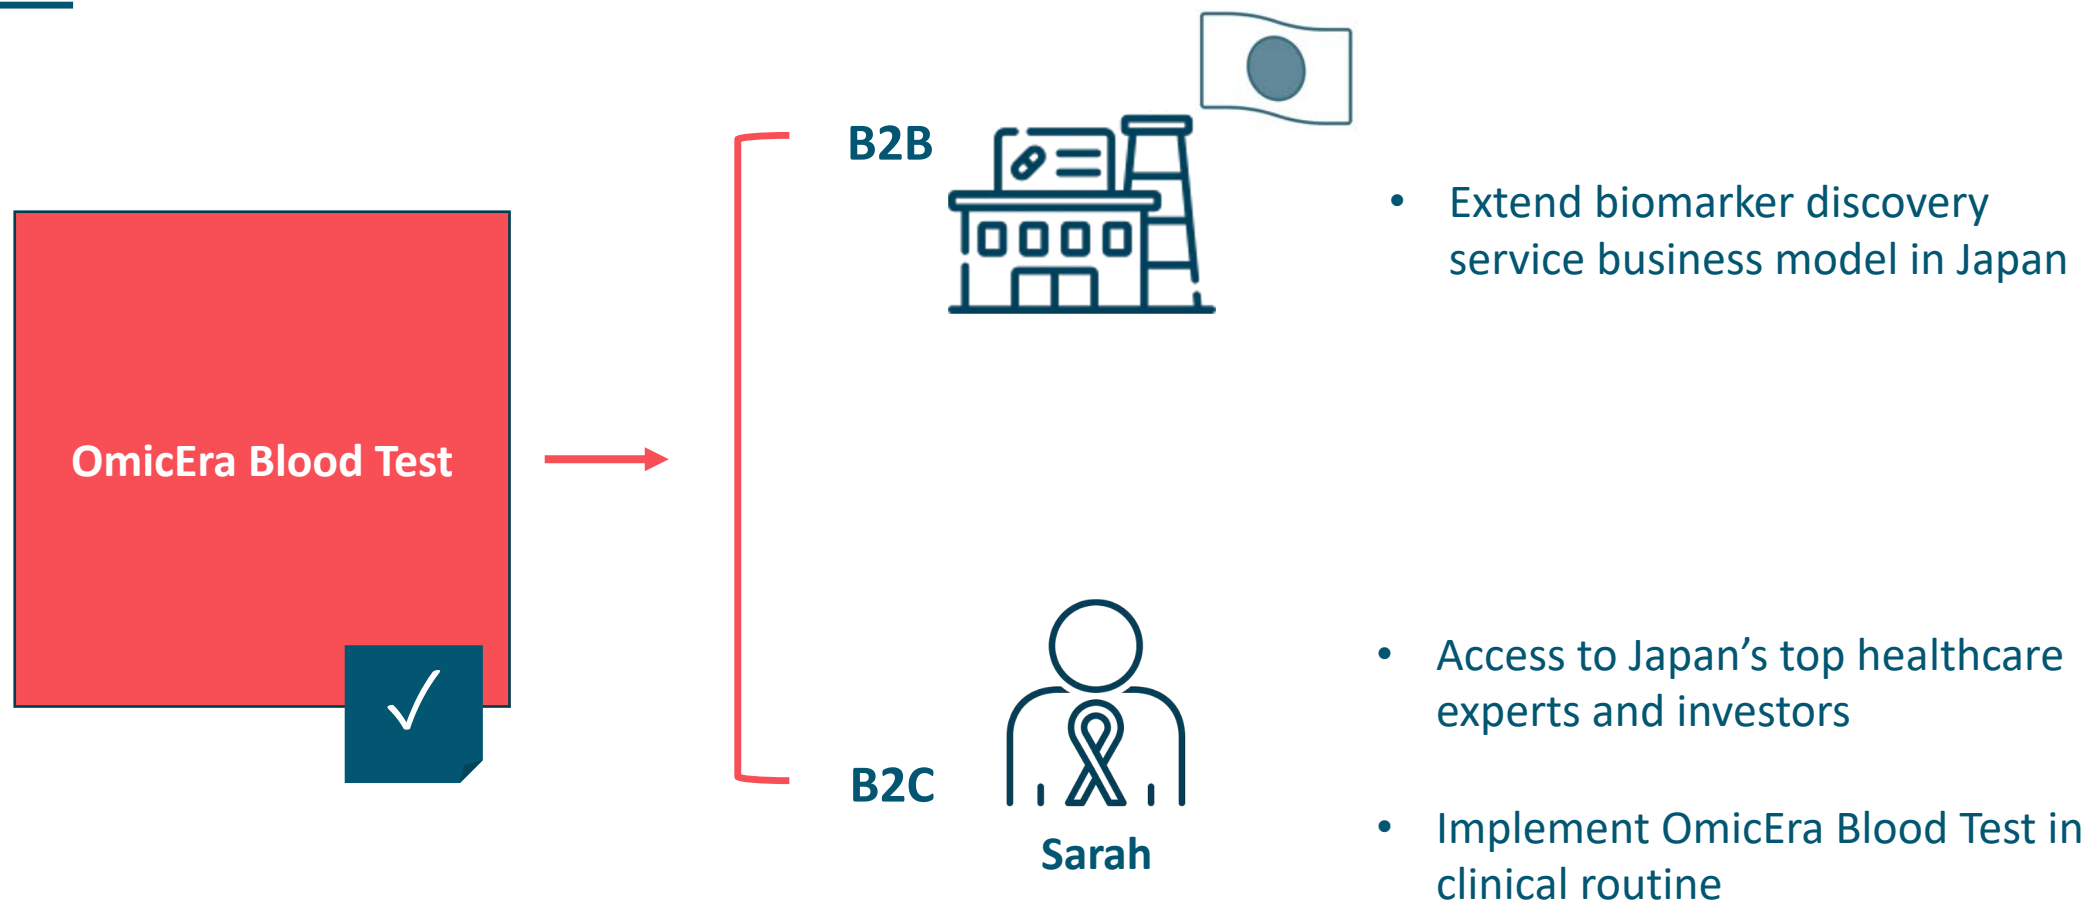 OmicEra Blood Test
B2B
• Extend biomarker discovery
service business model in Japan
B2C
Sarah
• Access to Japan’s top healthcare
experts and investors
• Implement OmicEra Blood Test in
clinical routine